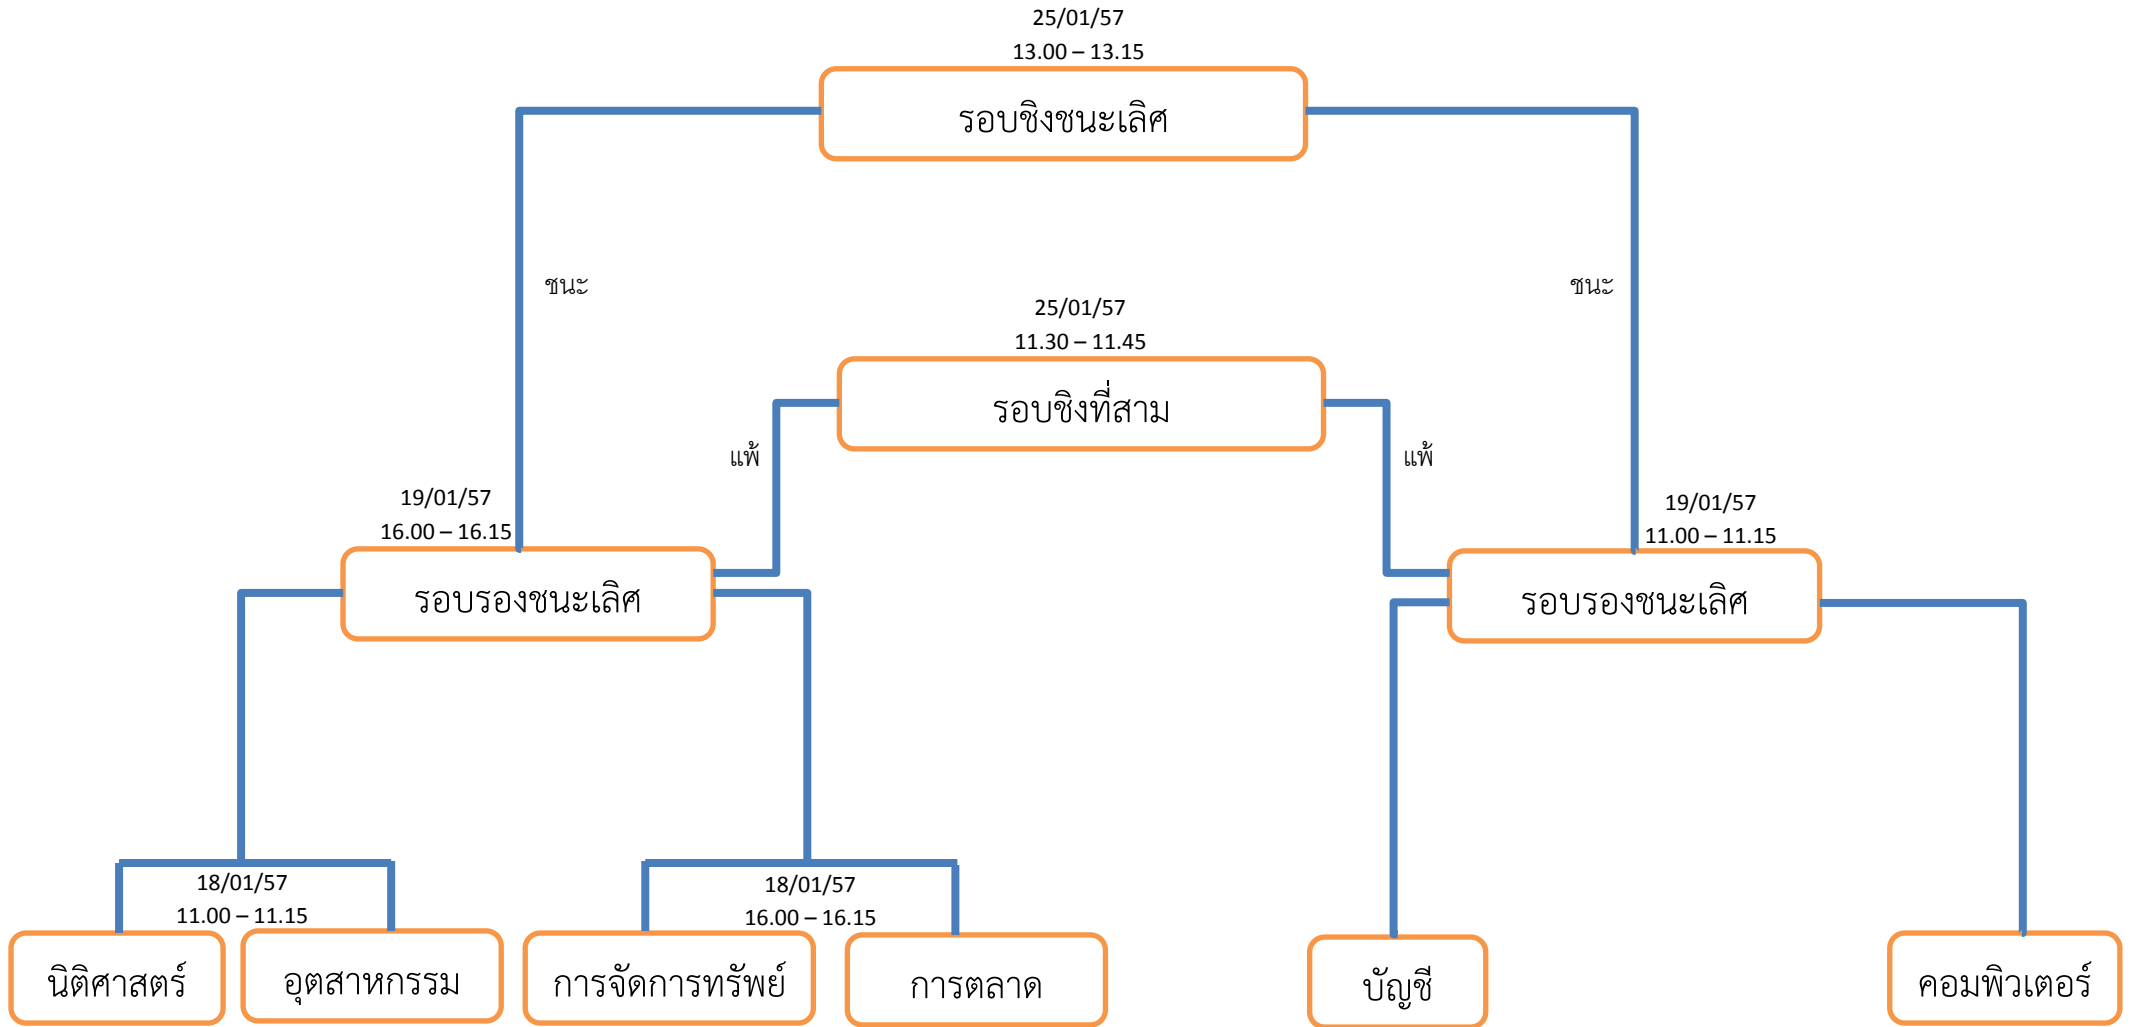 25/01/57
13.00 – 13.15
รอบชิงชนะเลิศ
ชนะ
ชนะ
25/01/57
11.30 – 11.45
รอบชิงที่สาม
แพ้
แพ้
19/01/57
16.00 – 16.15
รอบรองชนะเลิศ
19/01/57
11.00 – 11.15
รอบรองชนะเลิศ
18/01/57
11.00 – 11.15
18/01/57
16.00 – 16.15
นิติศาสตร์
อุตสาหกรรม
การจัดการทรัพย์
การตลาด
บัญชี
คอมพิวเตอร์